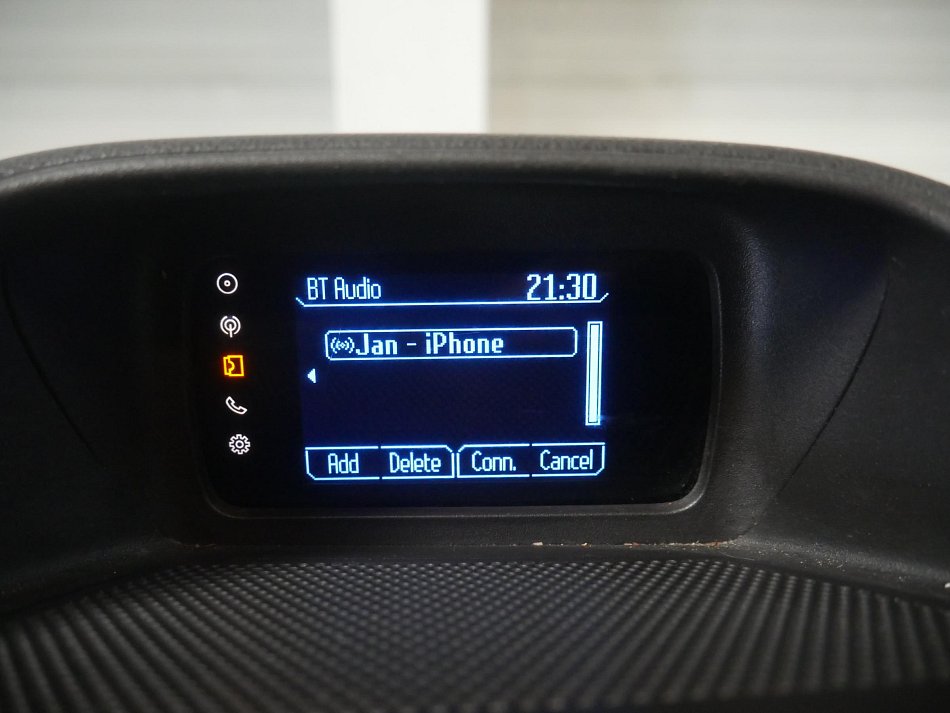 BT Audio 21:30
Jan - iPhone
Add Delete Conn. Cancel